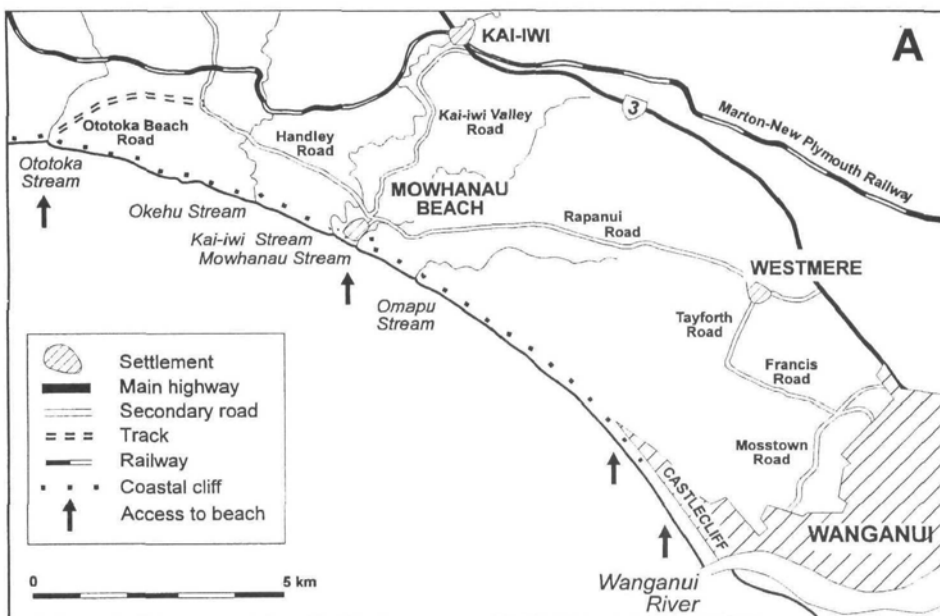 A
KAI-IWI
3
Marton-New Plymouth Railway
Kai-iwi Valley
Road
Ototoka Beach
Road
Handley
Road
Ototoka
Stream
MOWHANAU
BEACH
Okehu Stream
Rapanui
Road
Kai-iwi Stream
Mowhanau Stream
WESTMERE
Omapu
Stream
Tayforth
Road
Francis
Road
Mosstown
Road
CASTLECLIFF
WANGANUI
Wanganui
River
Settlement
Main highway
Secondary road
Track
Railway
Coastal cliff
Access to beach
0 5 km